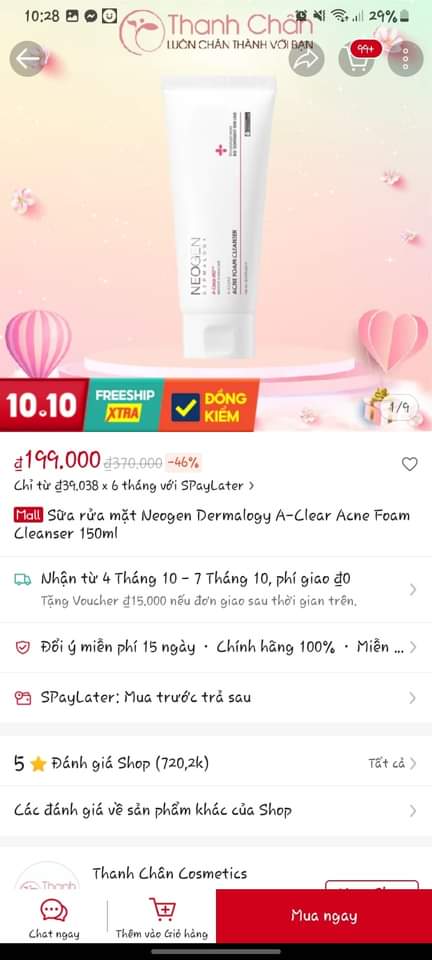 10:28
29%
Thanh Chân
LUÔN CHÂN THÀNH VỚI BẠN
99+
NEOGEN
DERMALOGY
ACNE FOAM CLEANSER
10.10
FREESHIP
XTRA
ĐỒNG
KIỂM
1/9
₫199.000 ₫370.000 -46%
Chỉ từ ₫39,038 x 6 tháng với SPayLater
Mall Sữa rửa mặt Neogen Dermalogy A-Clear Acne Foam
Cleanser 150ml
Nhận từ 4 Tháng 10 - 7 Tháng 10, phí giao ₫0
Tặng Voucher ₫15,000 nếu đơn giao sau thời gian trên.
Đổi ý miễn phí 15 ngày · Chính hãng 100% · Miễn ...
SPayLater: Mua trước trả sau
5 Đánh giá Shop (720,2k)
Tất cả
Các đánh giá về sản phẩm khác của Shop
Thanh Chân Cosmetics
Thanh
Chat ngay
Thêm vào Giỏ hàng
Mua ngay